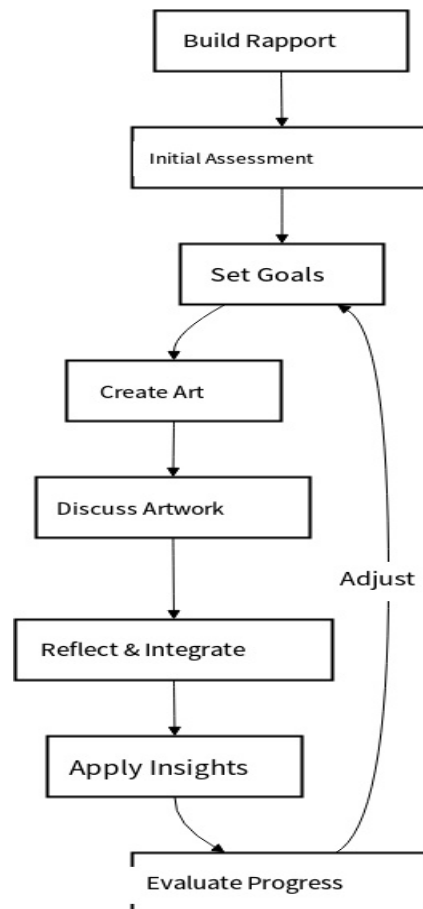 Build Rapport
Initial Assessment
Set Goals
Create Art
Discuss Artwork
Adjust
Reflect & Integrate
Apply Insights
Evaluate Progress